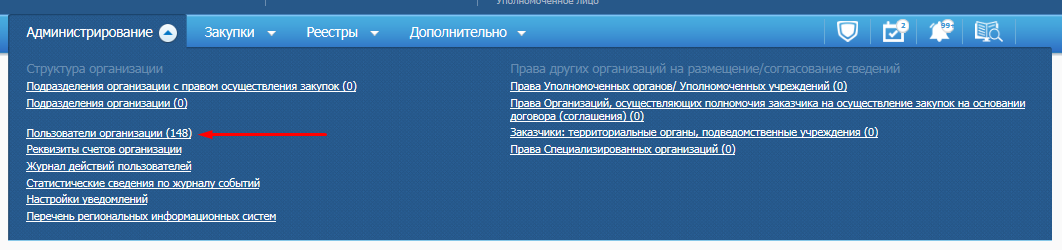 Уполномоченное лицо
Администрирование Закупки Реестры Дополнительно 2 99+
Структура организации
Подразделения организации с правом осуществления закупок (0)
Подразделения организации (0)
Пользователи организации (148)
Реквизиты счетов организации
Журнал действий пользователей
Статистические сведения по журналу событий
Настройки уведомлений
Перечень региональных информационных систем
Права других организаций на размещение/согласование сведений
Права Уполномоченных органов/ Уполномоченных учреждений (0)
Права Организаций, осуществляющих полномочия заказчика на осуществление закупок на основании
договора (соглашения) (0)
Заказчики: территориальные органы, подведомственные учреждения (0)
Права Специализированных организаций (0)